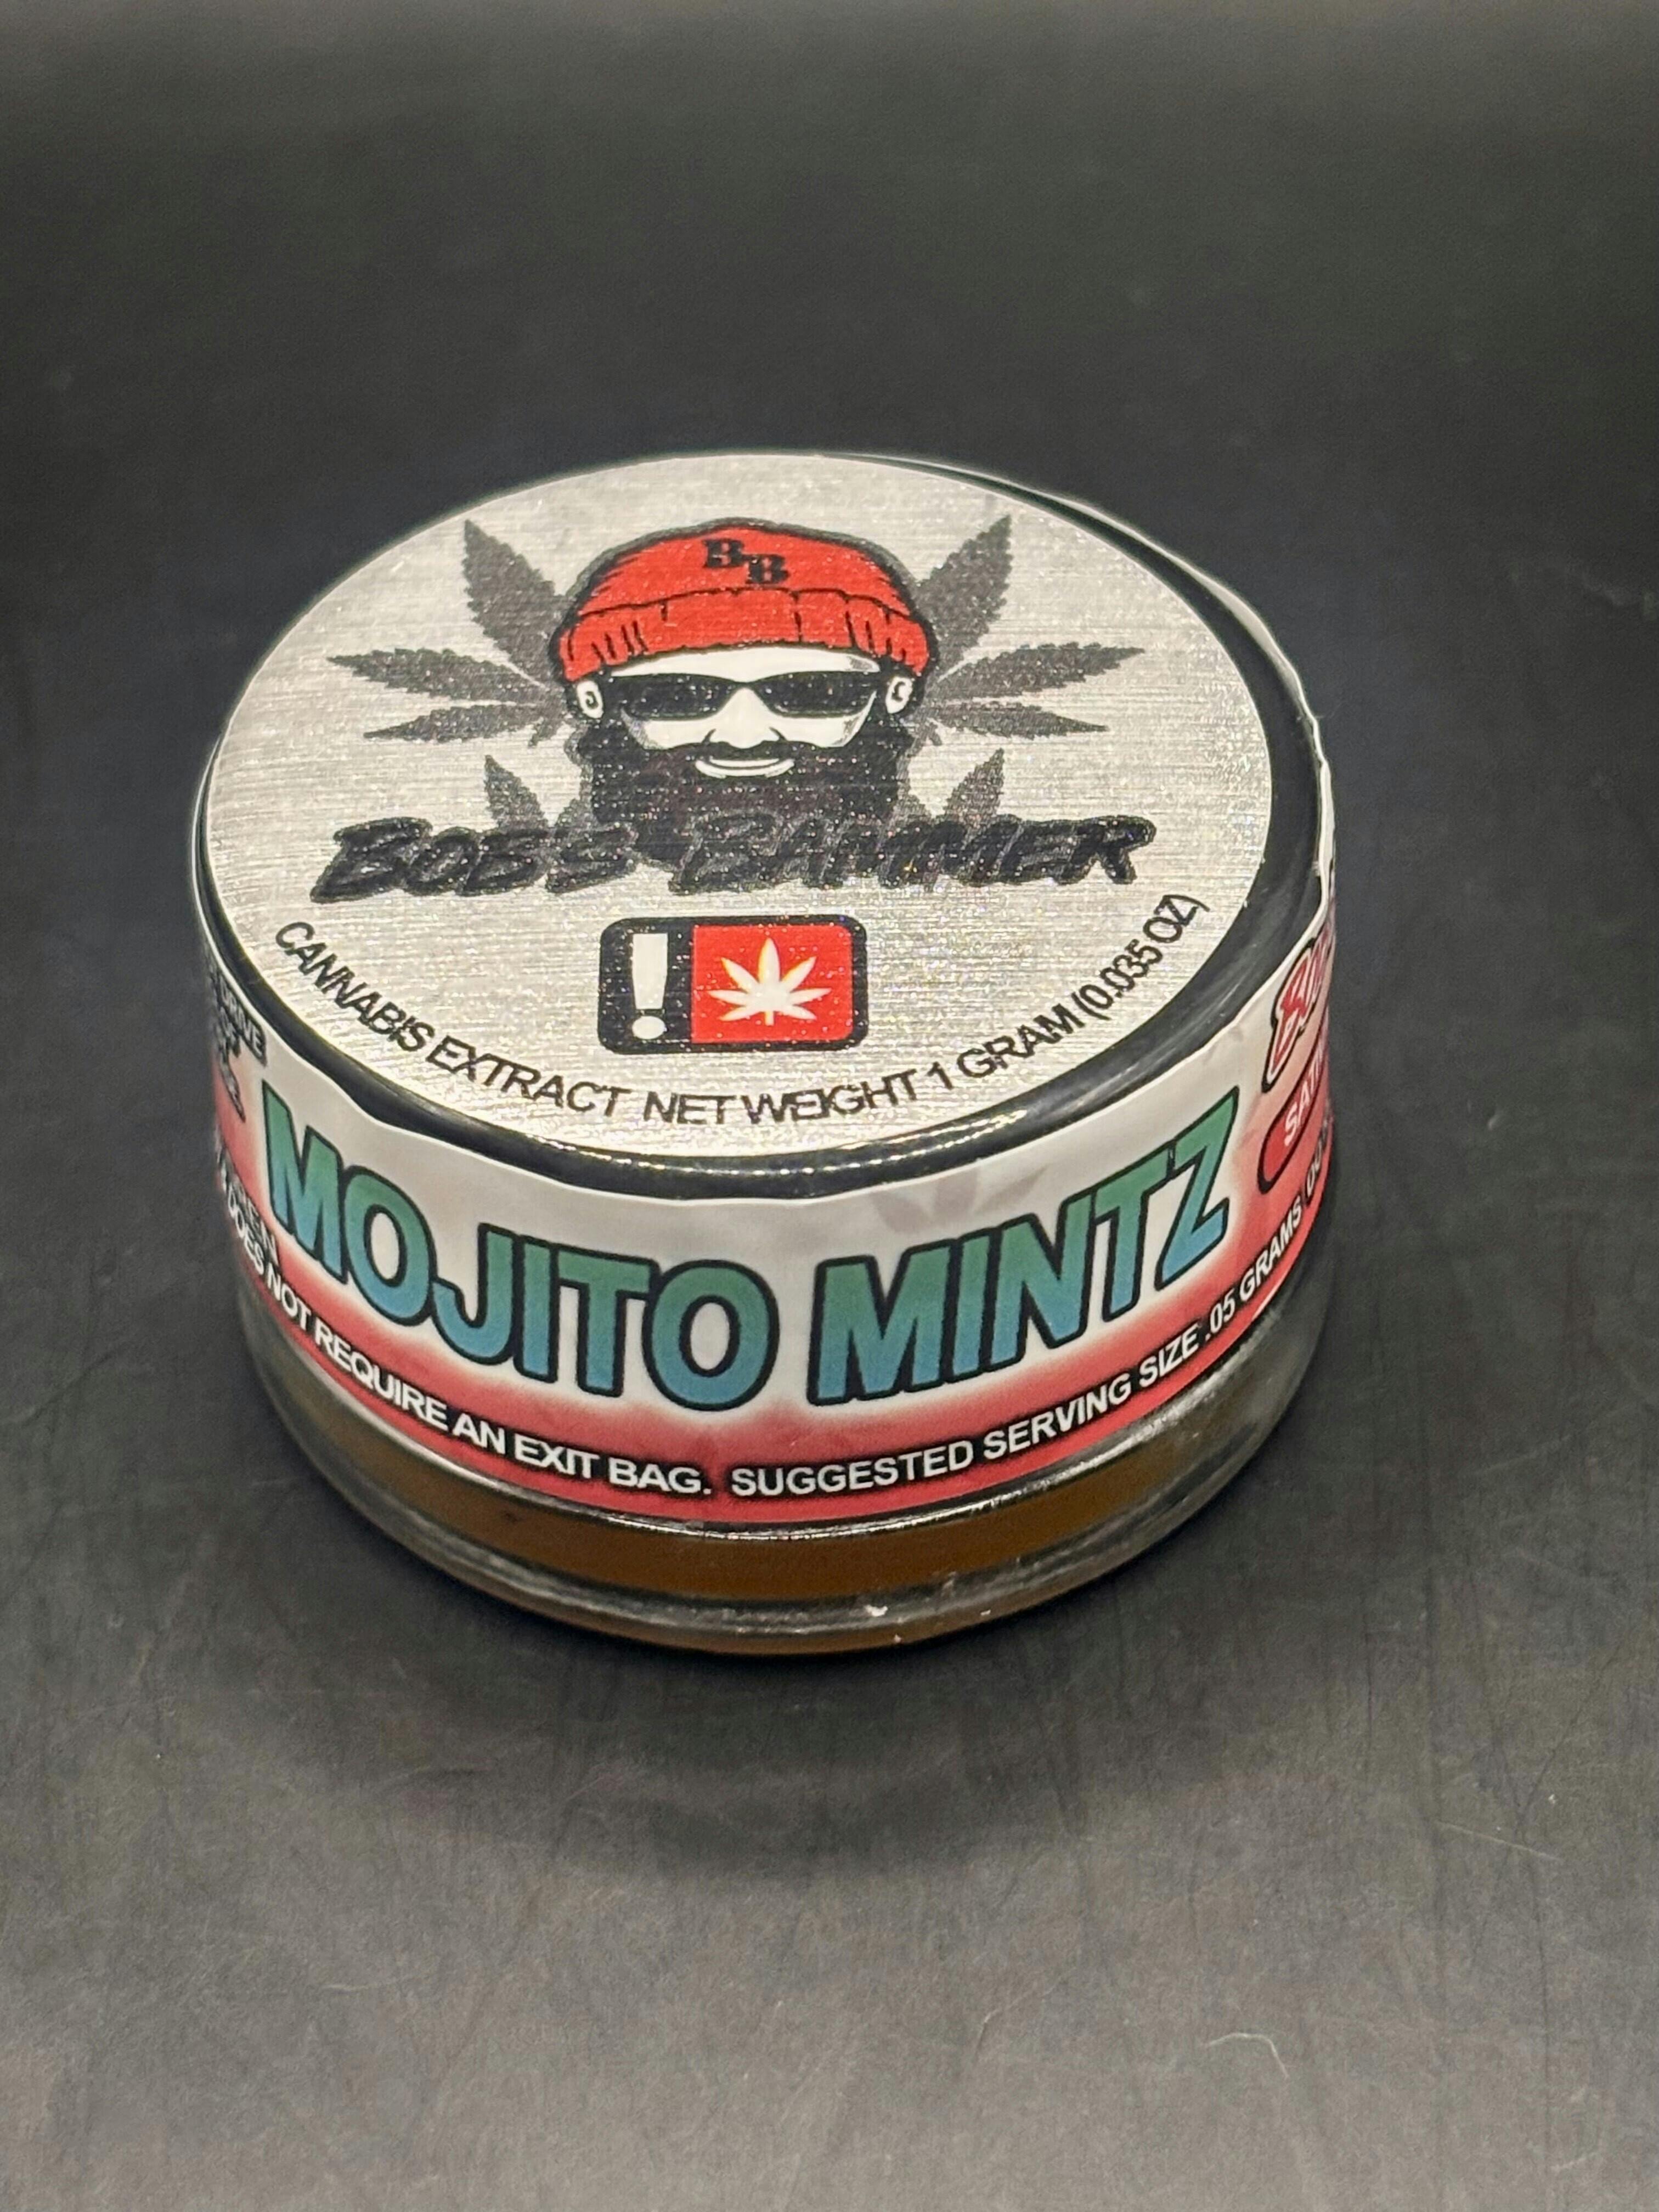 BB
BOB'S BAMMER
!
CANNABIS EXTRACT NET WEIGHT 1 GRAM (0.035 OZ)
MOJITO MINTZ
DOES NOT REQUIRE AN EXIT BAG. SUGGESTED SERVING SIZE .05 GRAMS